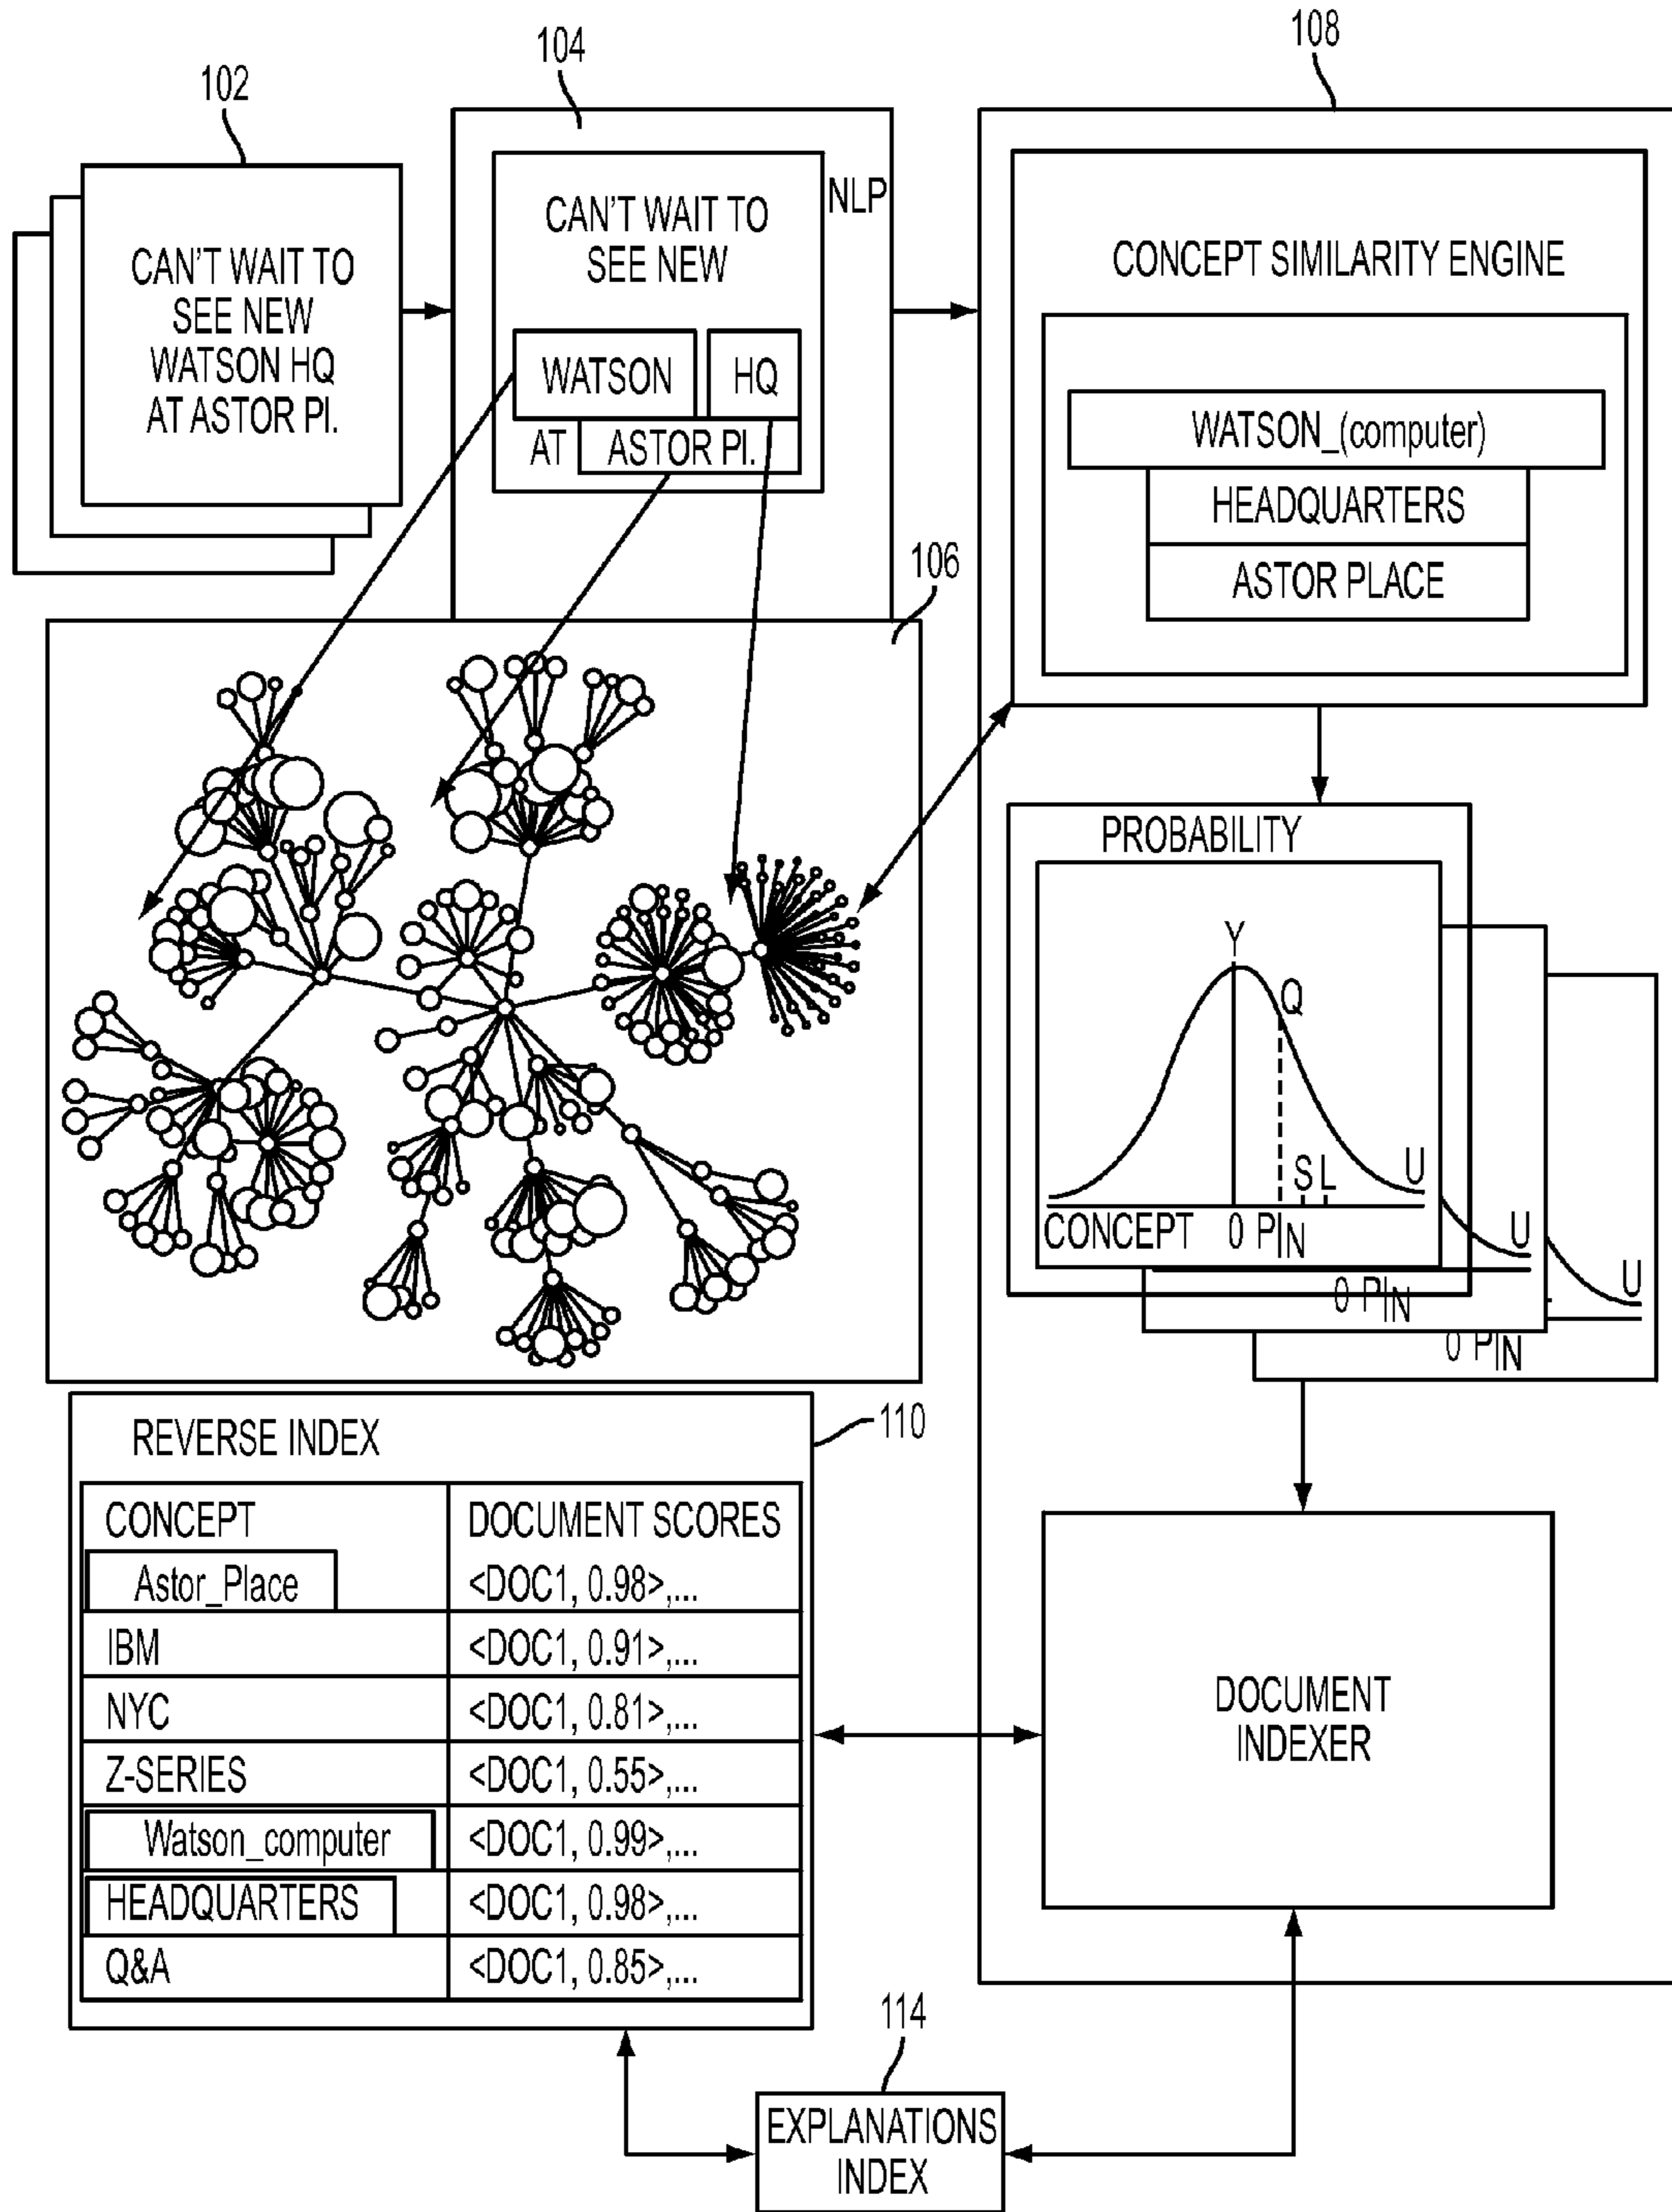 102
CAN'T WAIT TO
SEE NEW
WATSON HQ
AT ASTOR Pl.
104
NLP
CAN'T WAIT TO
SEE NEW
WATSON HQ
AT ASTOR Pl.
108
CONCEPT SIMILARITY ENGINE
WATSON_(computer)
HEADQUARTERS
ASTOR PLACE
106
PROBABILITY
Y
Q
S L U
CONCEPT 0 PIN
U
0 PIN
U
0 PIN
110
REVERSE INDEX
CONCEPT DOCUMENT SCORES
Astor_Place <DOC1, 0.98>,...
IBM <DOC1, 0.91>,...
NYC <DOC1, 0.81>,...
Z-SERIES <DOC1, 0.55>,...
Watson_computer <DOC1, 0.99>,...
HEADQUARTERS <DOC1, 0.98>,...
Q&A <DOC1, 0.85>,...
DOCUMENT
INDEXER
114
EXPLANATIONS
INDEX